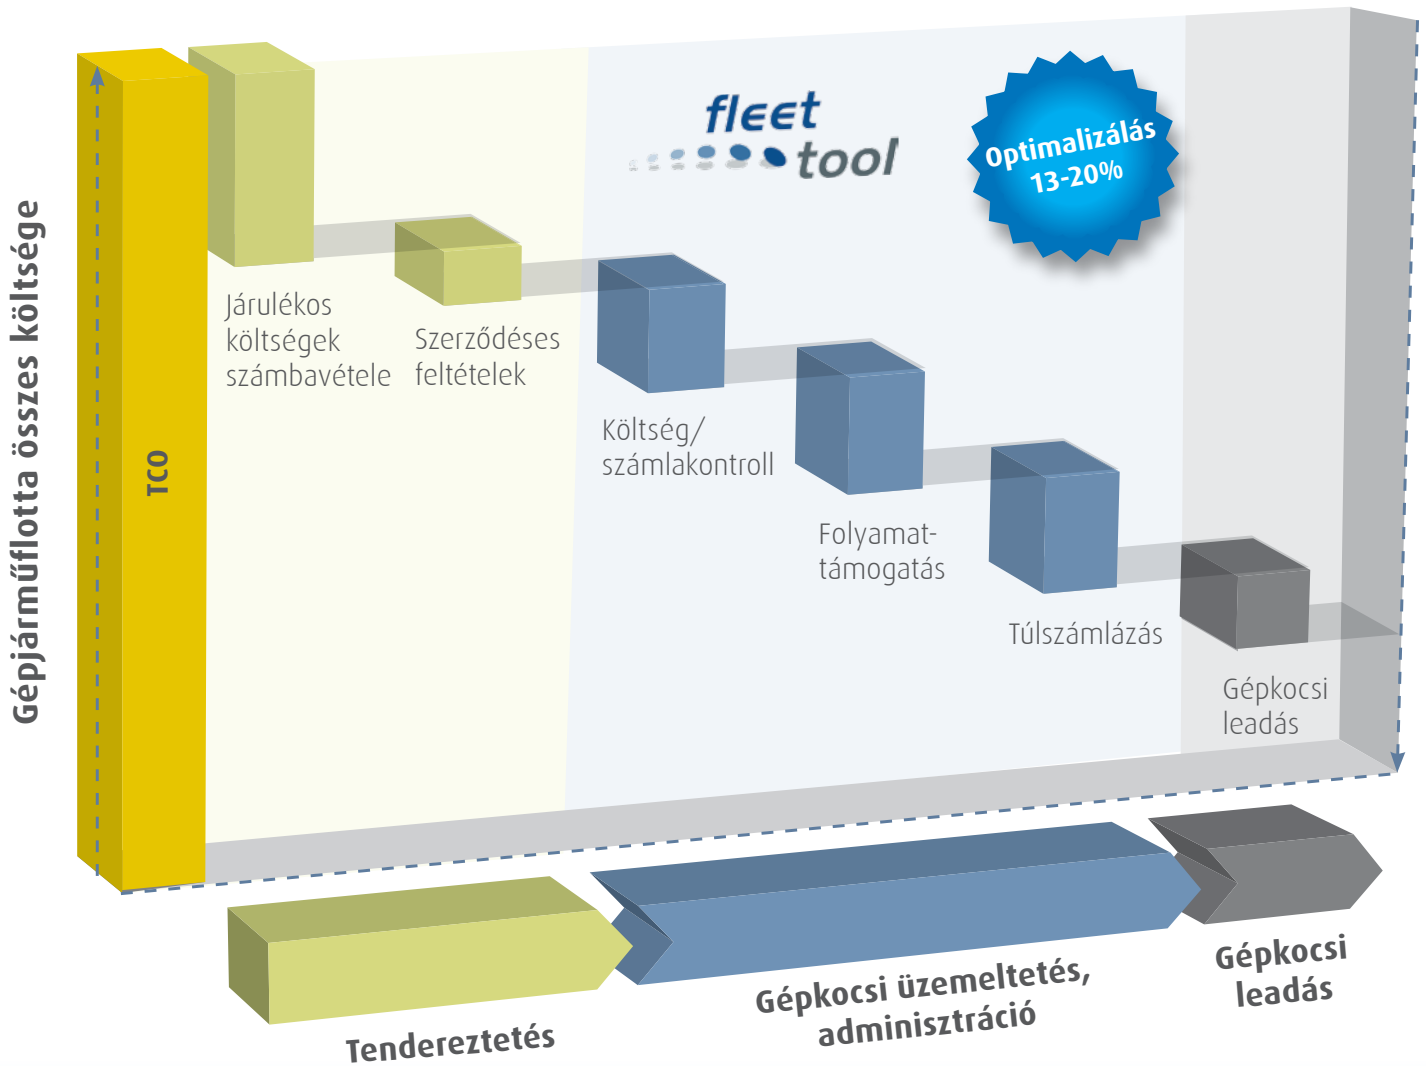 Gépjárműflotta összes költsége
TCO
fleet
tool
Optimalizálás
13-20%
Járulékos
költségek
számbavétele
Szerződéses
feltételek
Költség/
számlakontroll
Folyamat-
támogatás
Túlszámlázás
Gépkocsi
leadás
Tendereztetés
Gépkocsi üzemeltetés,
adminisztráció
Gépkocsi
leadás